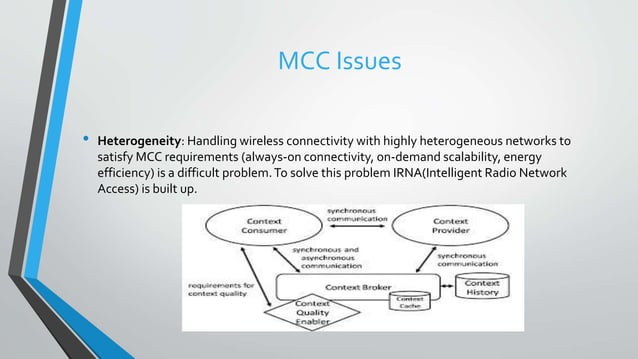 MCC Issues
• Heterogeneity: Handling wireless connectivity with highly heterogeneous networks to
satisfy MCC requirements (always-on connectivity, on-demand scalability, energy
efficiency) is a difficult problem. To solve this problem IRNA(Intelligent Radio Network
Access) is built up.
synchronous
communication
Context
Consumer
Context
Provider
synchronous and
asynchronous
communication
synchronous
communication
requirements for
context quality
Context Broker
Context
Cache
Context
History
Context
Quality
Enabler